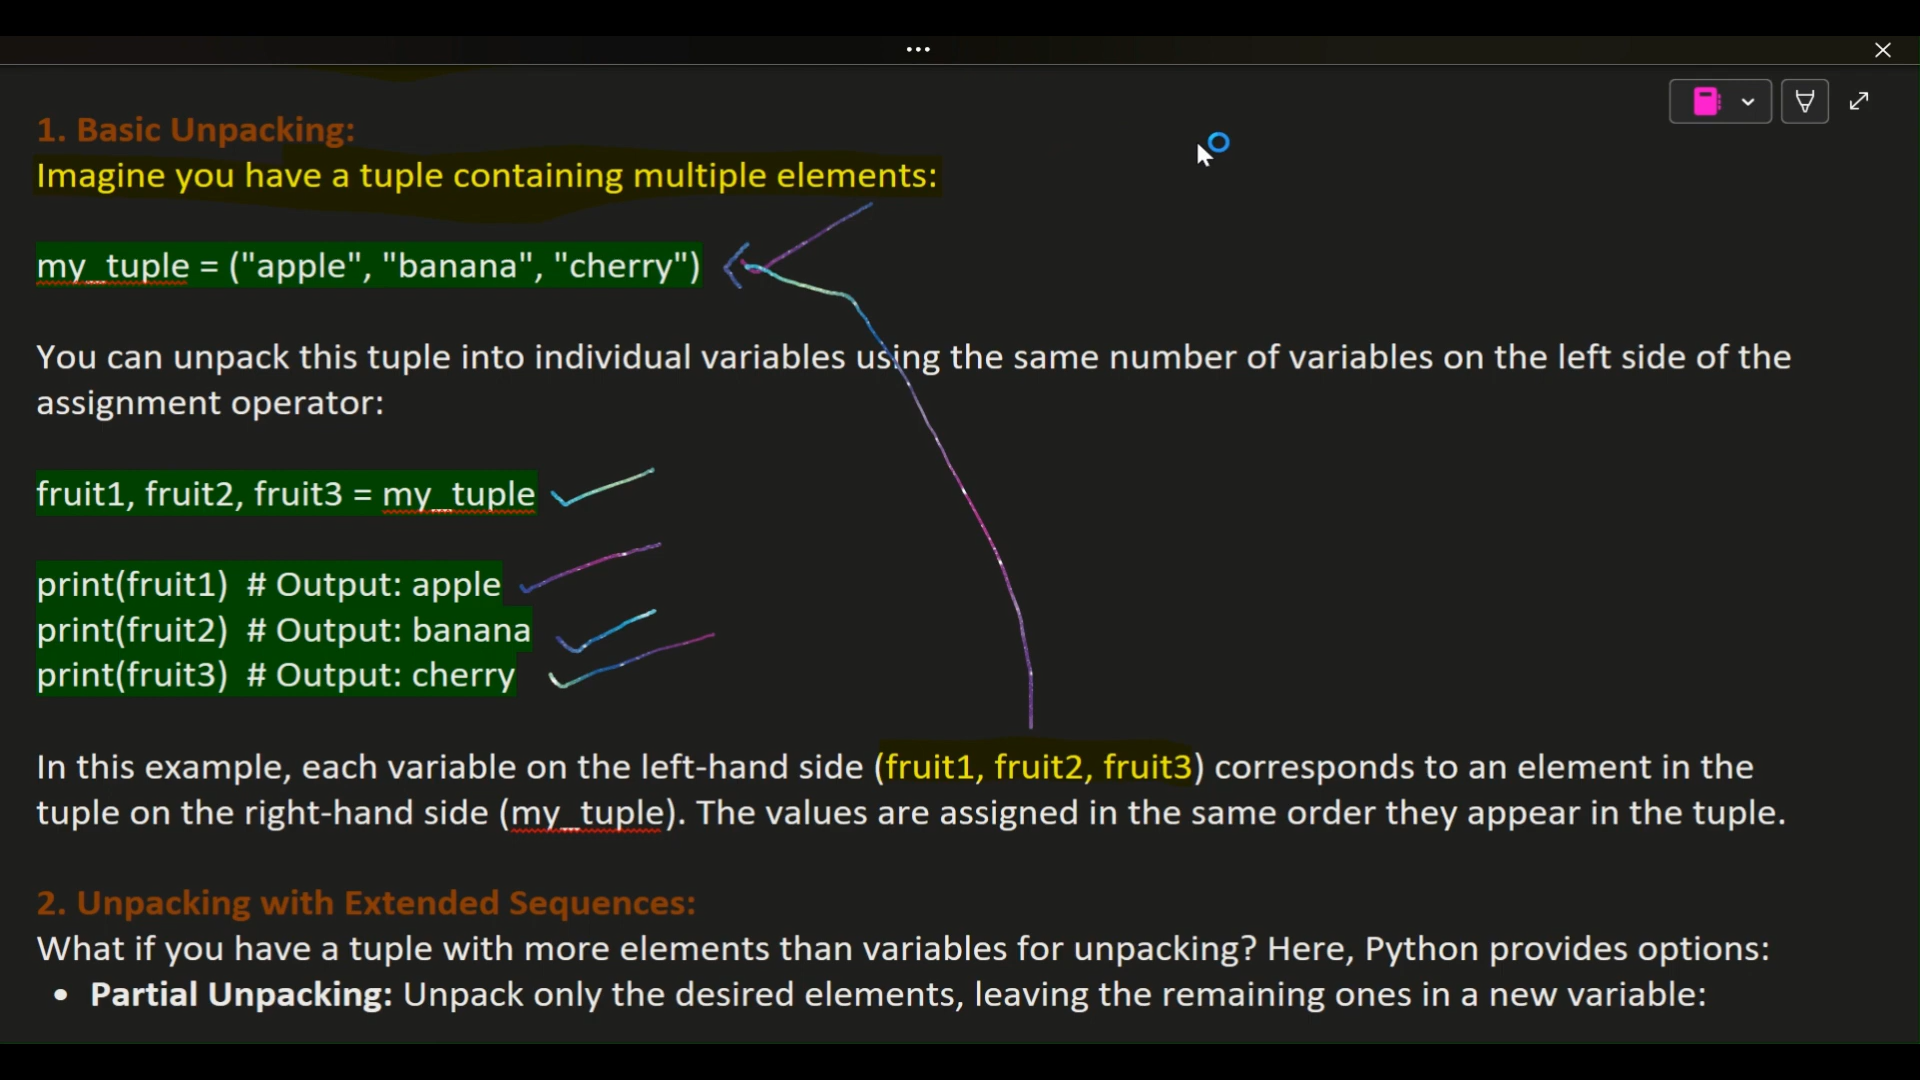 1. Basic Unpacking:
Imagine you have a tuple containing multiple elements:
my_tuple = ("apple", "banana", "cherry")
You can unpack this tuple into individual variables using the same number of variables on the left side of the
assignment operator:
fruit1, fruit2, fruit3 = my_tuple
print(fruit1)  # Output: apple
print(fruit2)  # Output: banana
print(fruit3)  # Output: cherry
In this example, each variable on the left-hand side (fruit1, fruit2, fruit3) corresponds to an element in the
tuple on the right-hand side (my_tuple). The values are assigned in the same order they appear in the tuple.
2. Unpacking with Extended Sequences:
What if you have a tuple with more elements than variables for unpacking? Here, Python provides options:
• Partial Unpacking: Unpack only the desired elements, leaving the remaining ones in a new variable: